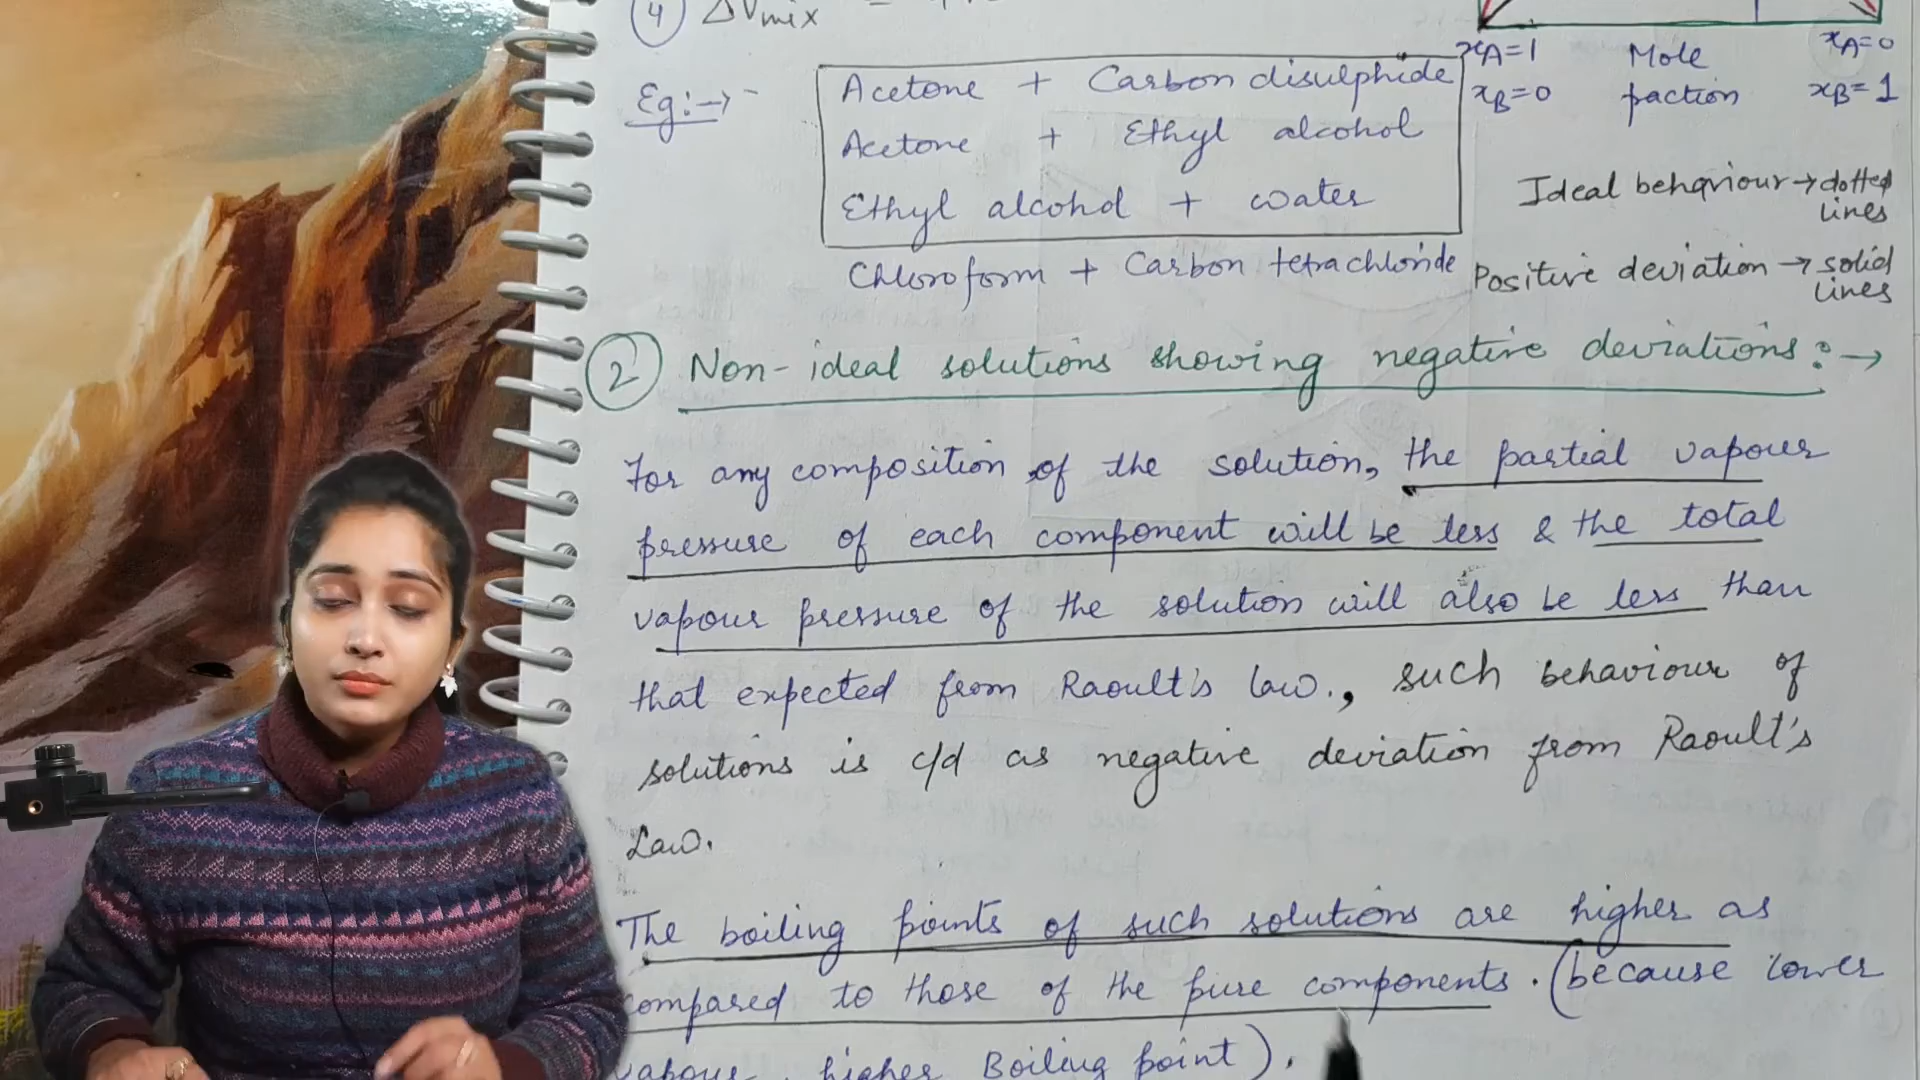 4 ΔVmix =
xA=1 Mole xA=0
xB=0 fraction xB=1
Eg:→ Acetone + Carbon disulphide
Acetone + Ethyl alcohol
Ethyl alcohol + water
Chloroform + Carbon tetrachloride
Ideal behaviour → dotted
lines
Positive deviation → solid
lines
2 Non-ideal solutions showing negative deviations:→
For any composition of the solution, the partial vapour
pressure of each component will be less & the total
vapour pressure of the solution will also be less than
that expected from Raoult's law., such behaviour of
solutions is c/d as negative deviation from Raoult's
Law.
The boiling points of such solutions are higher as
compared to those of the pure components. (because lower
vapour, higher Boiling point).